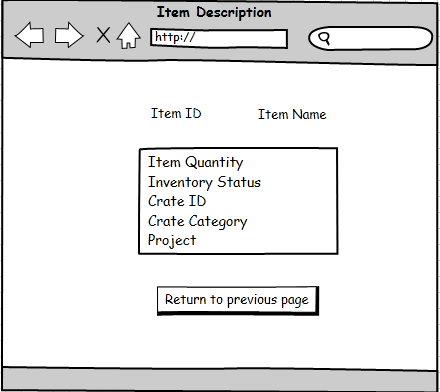 Item Description
http://
Item ID Item Name
Item Quantity
Inventory Status
Crate ID
Crate Category
Project
Return to previous page